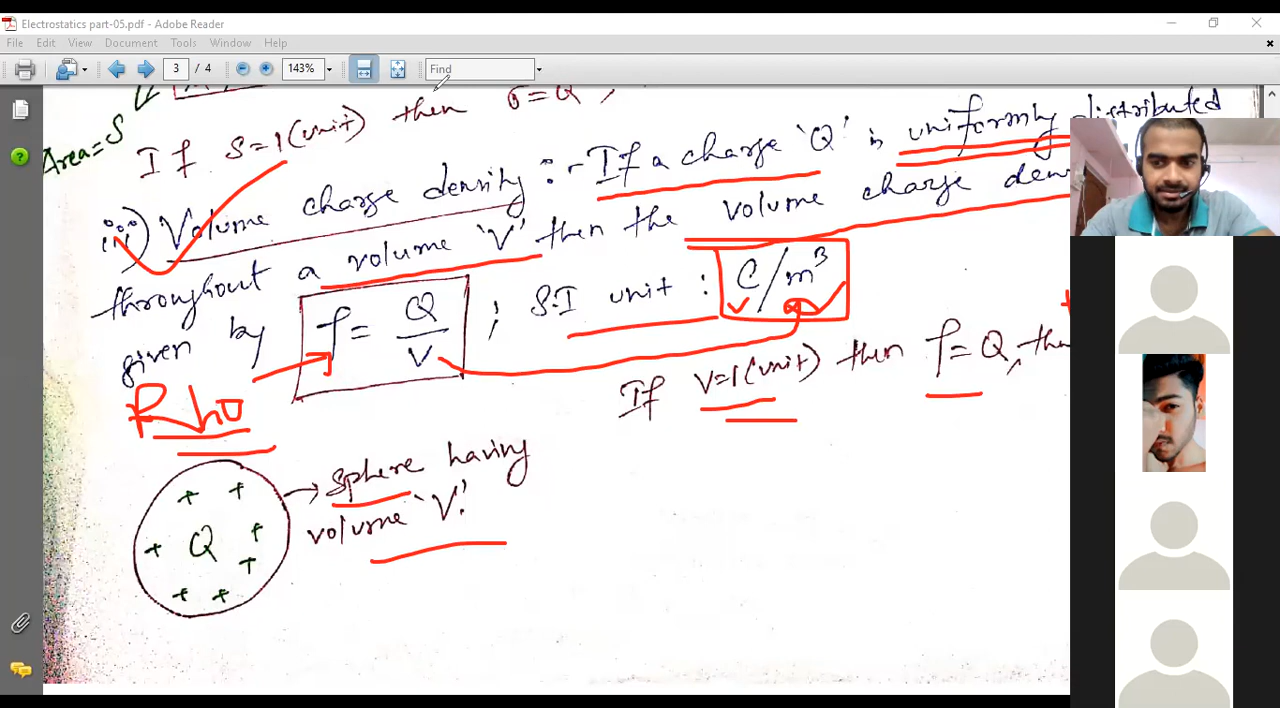 Electrostatics part-05.pdf - Adobe Reader
File Edit View Document Tools Window Help
3 / 4 143% Find
Area=S
If S=1(unit) then σ=Q,
(iii) Volume charge density :- If a charge 'Q' is uniformly distributed
throughout a volume 'V' then the volume charge den
given by ρ= Q/V ; S.I unit : C/m³
If V=1(unit) then ρ=Q, the
Rho
+ + + + + + + Q
Sphere having
volume 'V'.